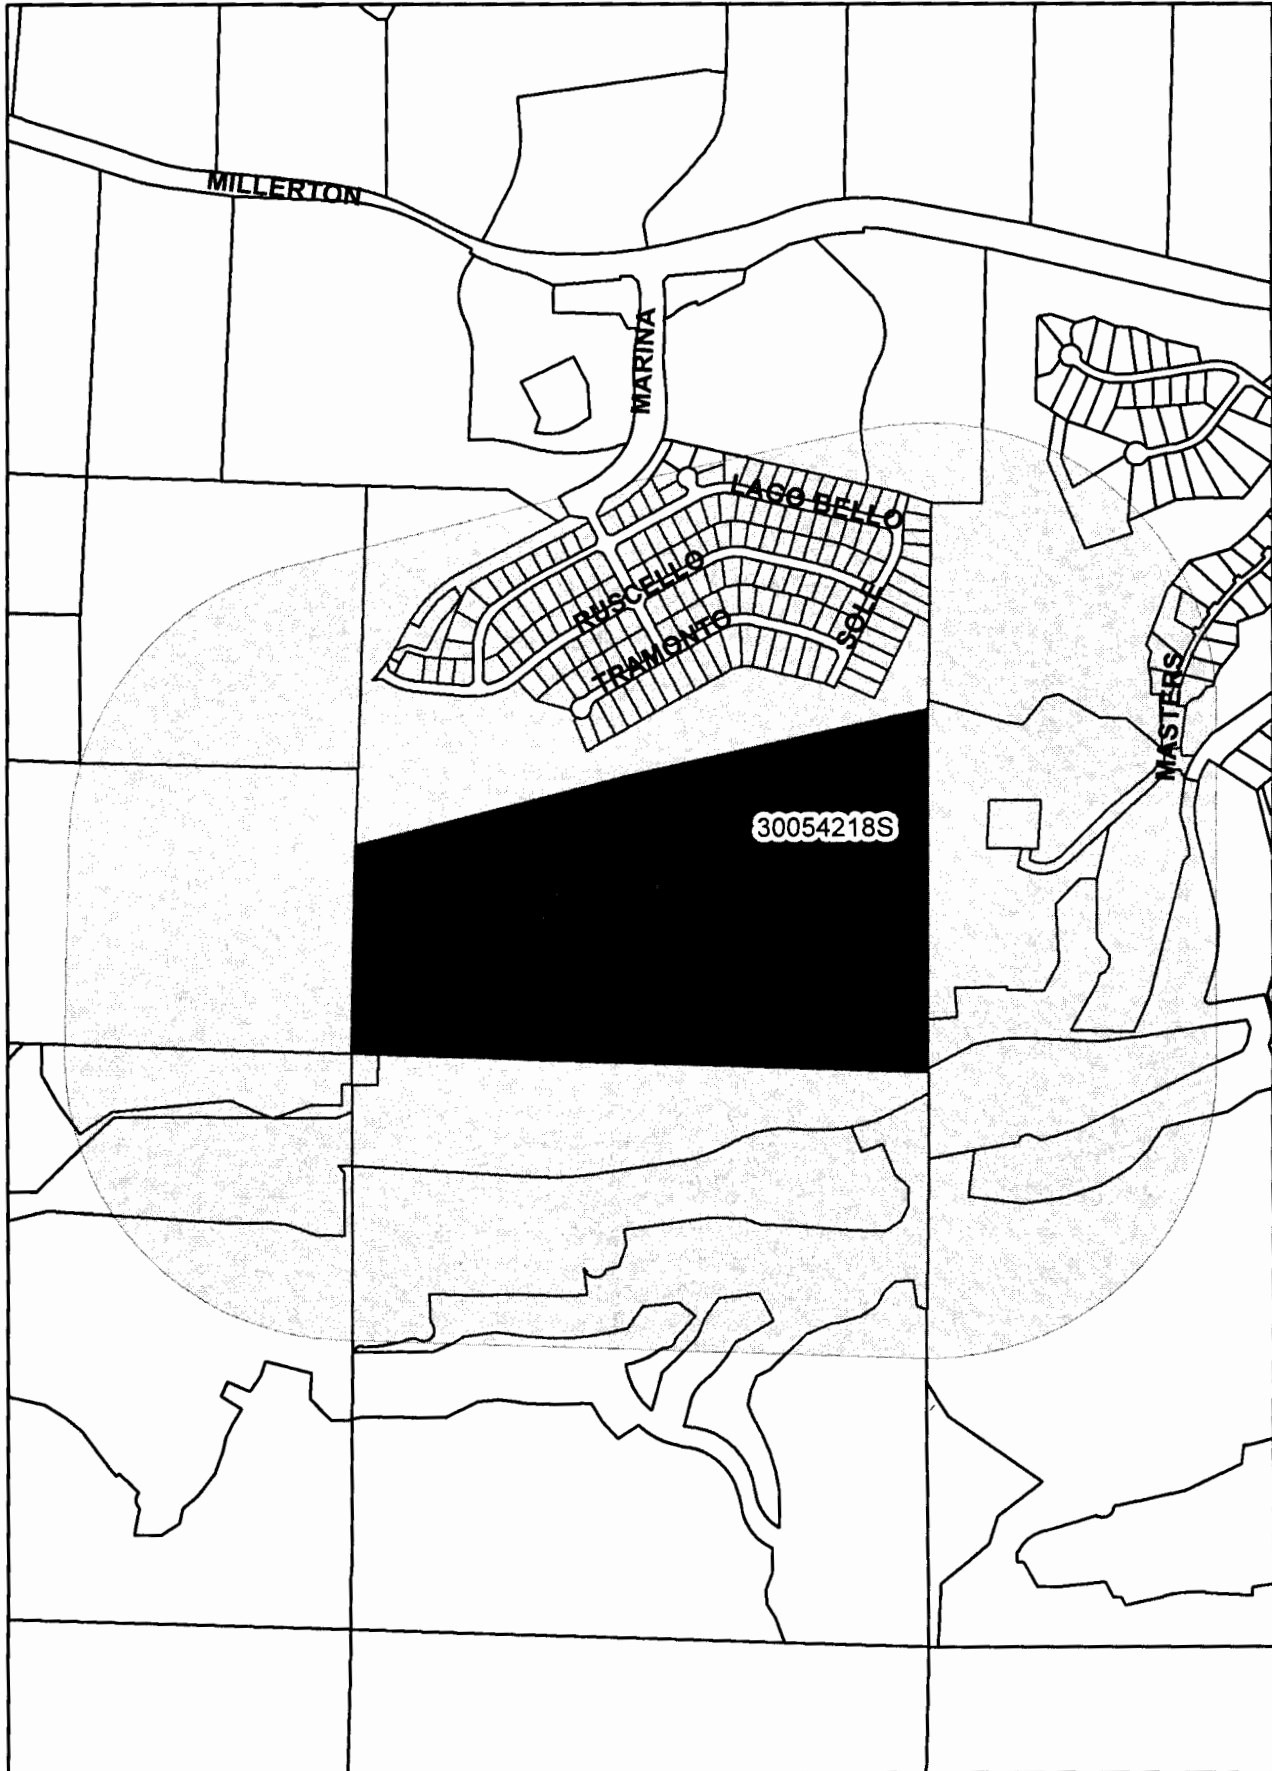 MILLERTON
MARINA
LAGO BELLO
RUSCELLO
SOLE
TRAMONTO
MASTERS
30054218S